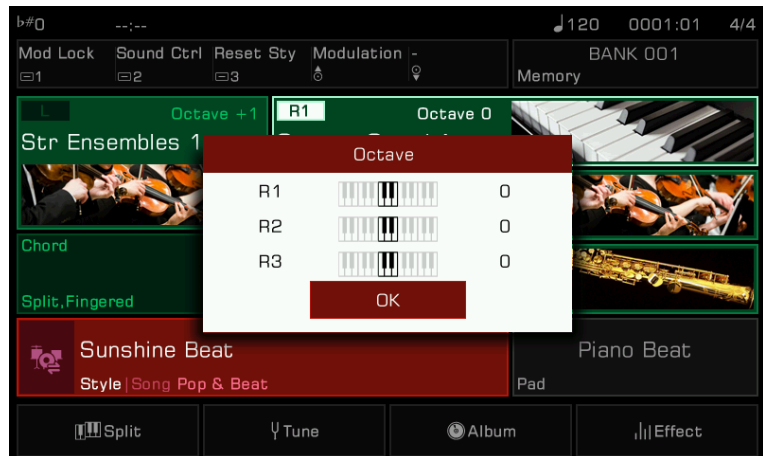 ♭#0 --:-- ♩120 0001:01 4/4
Mod Lock Sound Ctrl Reset Sty Modulation - BANK 001
1 2 3 Memory
L Octave +1 R1 Octave 0
Str Ensembles 1
Octave
R1 0
R2 0
R3 0
OK
Chord
Split,Fingered
Sunshine Beat
Style|Song Pop & Beat
Piano Beat
Pad
Split Tune Album Effect